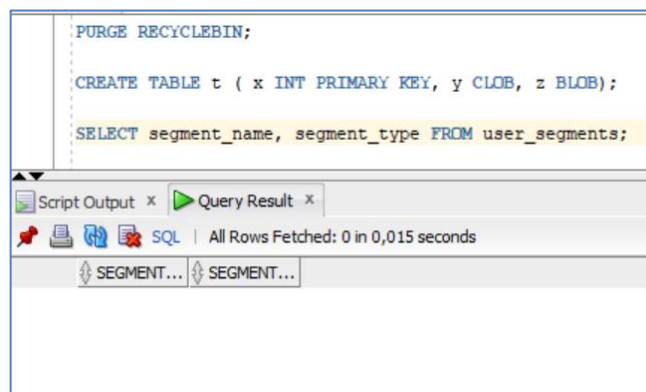 PURGE RECYCLEBIN;
CREATE TABLE t ( x INT PRIMARY KEY, y CLOB, z BLOB);
SELECT segment_name, segment_type FROM user_segments;
Script Output x Query Result x
SQL | All Rows Fetched: 0 in 0,015 seconds
SEGMENT... SEGMENT...